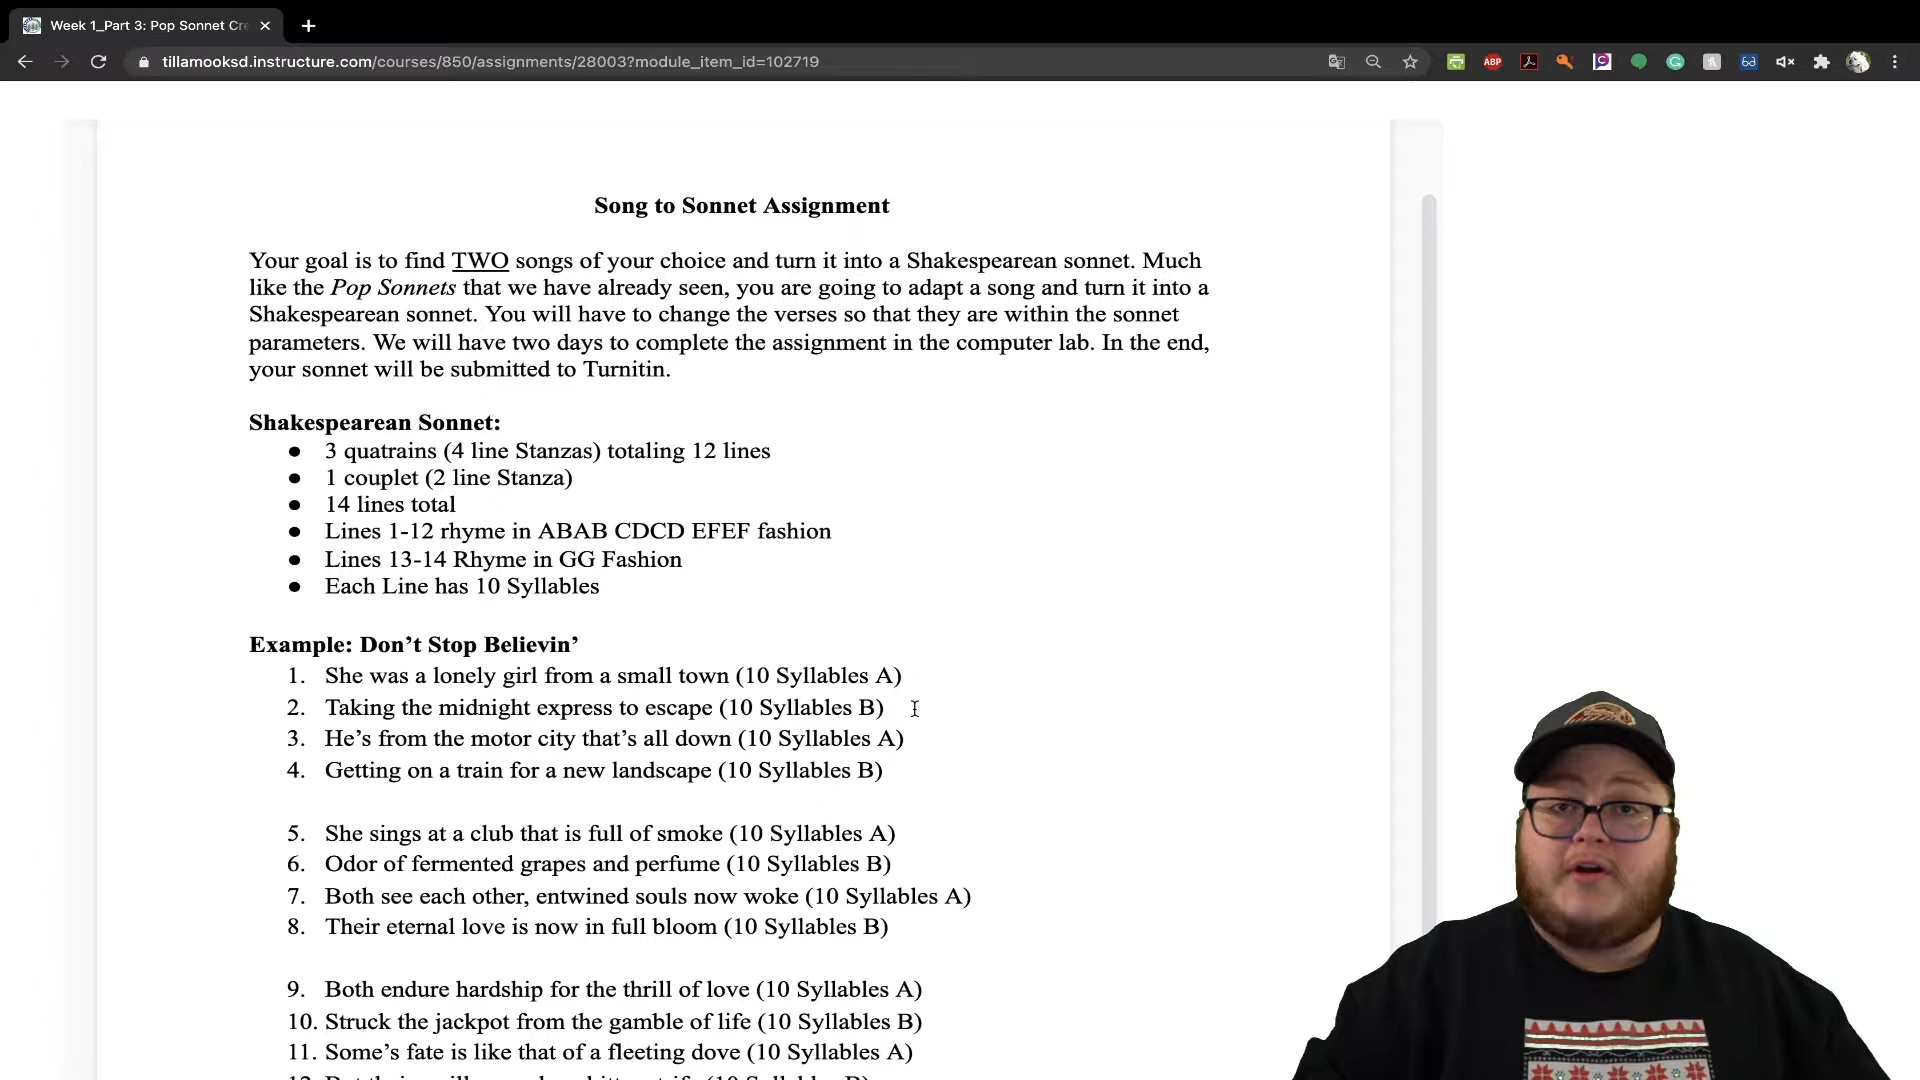 Week 1_Part 3: Pop Sonnet Cre
tillamooksd.instructure.com/courses/850/assignments/28003?module_item_id=102719
ABP
Song to Sonnet Assignment
Your goal is to find TWO songs of your choice and turn it into a Shakespearean sonnet. Much
like the Pop Sonnets that we have already seen, you are going to adapt a song and turn it into a
Shakespearean sonnet. You will have to change the verses so that they are within the sonnet
parameters. We will have two days to complete the assignment in the computer lab. In the end,
your sonnet will be submitted to Turnitin.
Shakespearean Sonnet:
● 3 quatrains (4 line Stanzas) totaling 12 lines
● 1 couplet (2 line Stanza)
● 14 lines total
● Lines 1-12 rhyme in ABAB CDCD EFEF fashion
● Lines 13-14 Rhyme in GG Fashion
● Each Line has 10 Syllables
Example: Don’t Stop Believin’
1. She was a lonely girl from a small town (10 Syllables A)
2. Taking the midnight express to escape (10 Syllables B)
3. He’s from the motor city that’s all down (10 Syllables A)
4. Getting on a train for a new landscape (10 Syllables B)
5. She sings at a club that is full of smoke (10 Syllables A)
6. Odor of fermented grapes and perfume (10 Syllables B)
7. Both see each other, entwined souls now woke (10 Syllables A)
8. Their eternal love is now in full bloom (10 Syllables B)
9. Both endure hardship for the thrill of love (10 Syllables A)
10. Struck the jackpot from the gamble of life (10 Syllables B)
11. Some’s fate is like that of a fleeting dove (10 Syllables A)